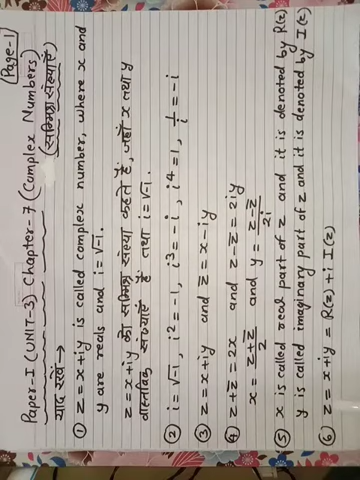 Page-1
Paper-I (UNIT-3) Chapter-7 (Complex Numbers)
(सम्मिश्र संख्याएँ)
याद रखें →
① z = x+iy is called complex number, where x and
y are reals and i = √-1.
z = x+iy को सम्मिश्र संख्या कहते हैं, जहाँ x तथा y
वास्तविक संख्याएँ हैं तथा i = √-1.
② i = √-1, i² = -1, i³ = -i, i⁴ = 1, 1/i = -i
③ z = x+iy and z̅ = x-iy
④ z+z̅ = 2x and z-z̅ = 2iy
x = (z+z̅)/2 and y = (z-z̅)/2i
⑤ x is called real part of z and it is denoted by R(z)
y is called imaginary part of z and it is denoted by I(z)
⑥ z = x+iy = R(z) + i I(z)